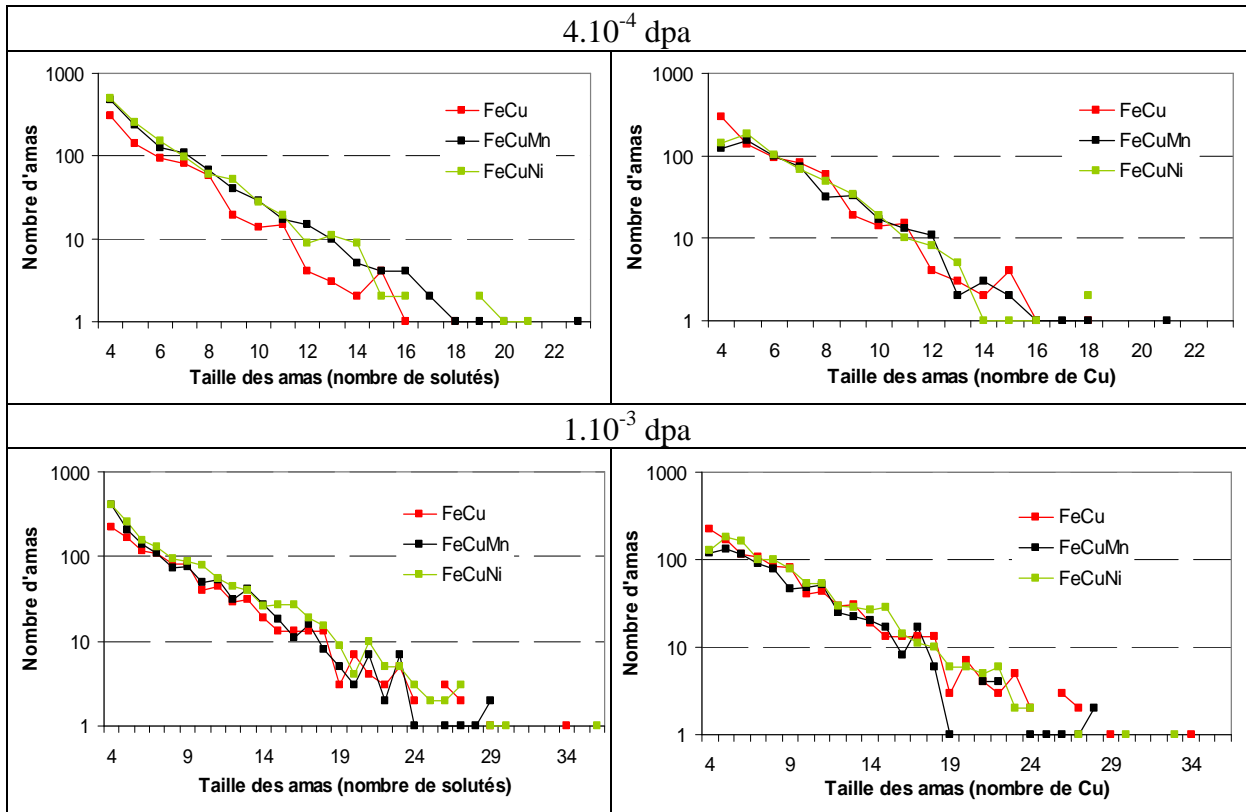 4.10-4 dpa
1000
100
10
1
Nombre d'amas
FeCu
FeCuMn
FeCuNi
4 6 8 10 12 14 16 18 20 22
Taille des amas (nombre de solutés)
1000
100
10
1
Nombre d'amas
FeCu
FeCuMn
FeCuNi
4 6 8 10 12 14 16 18 20 22
Taille des amas (nombre de Cu)
1.10-3 dpa
1000
100
10
1
Nombre d'amas
FeCu
FeCuMn
FeCuNi
4 9 14 19 24 29 34
Taille des amas (nombre de solutés)
1000
100
10
1
Nombre d'amas
FeCu
FeCuMn
FeCuNi
4 9 14 19 24 29 34
Taille des amas (nombre de Cu)